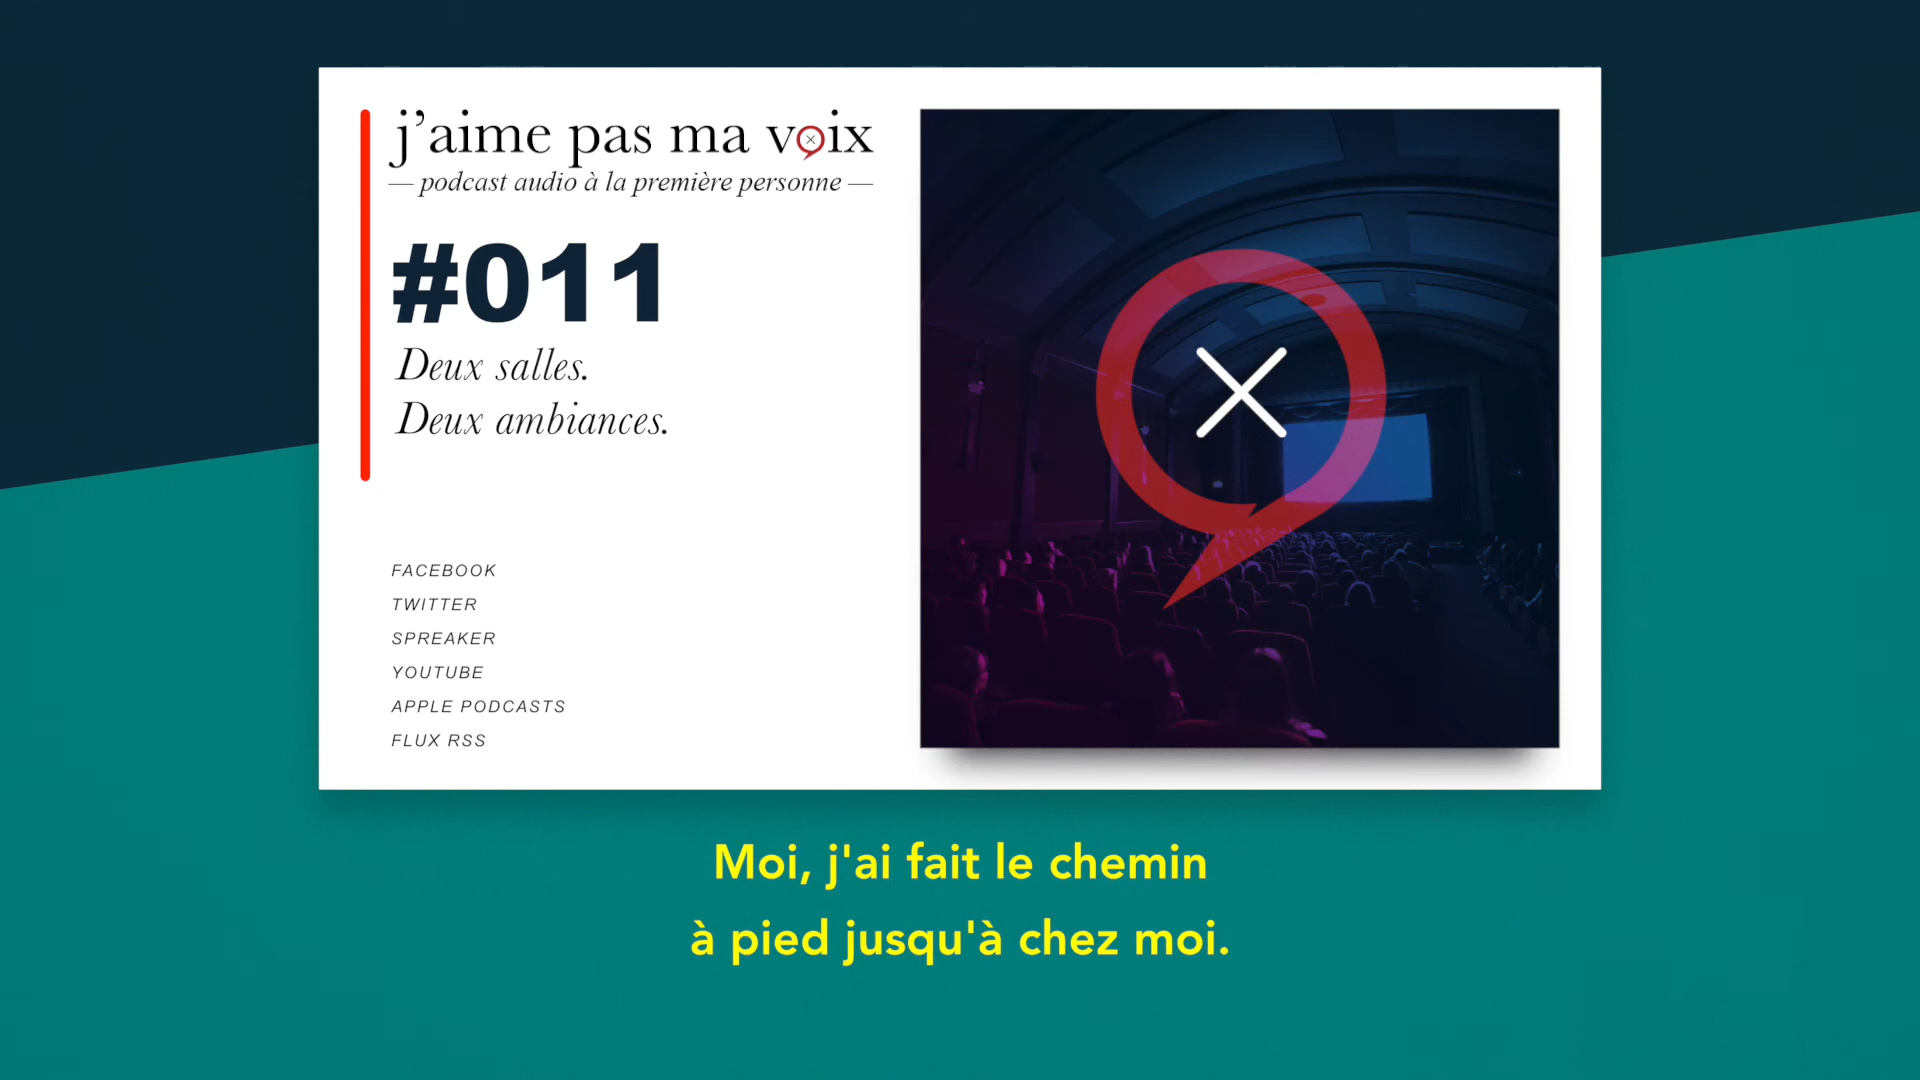 j’aime pas ma voix
— podcast audio à la première personne —
#011
Deux salles.
Deux ambiances.
FACEBOOK
TWITTER
SPREAKER
YOUTUBE
APPLE PODCASTS
FLUX RSS
Moi, j'ai fait le chemin
à pied jusqu'à chez moi.